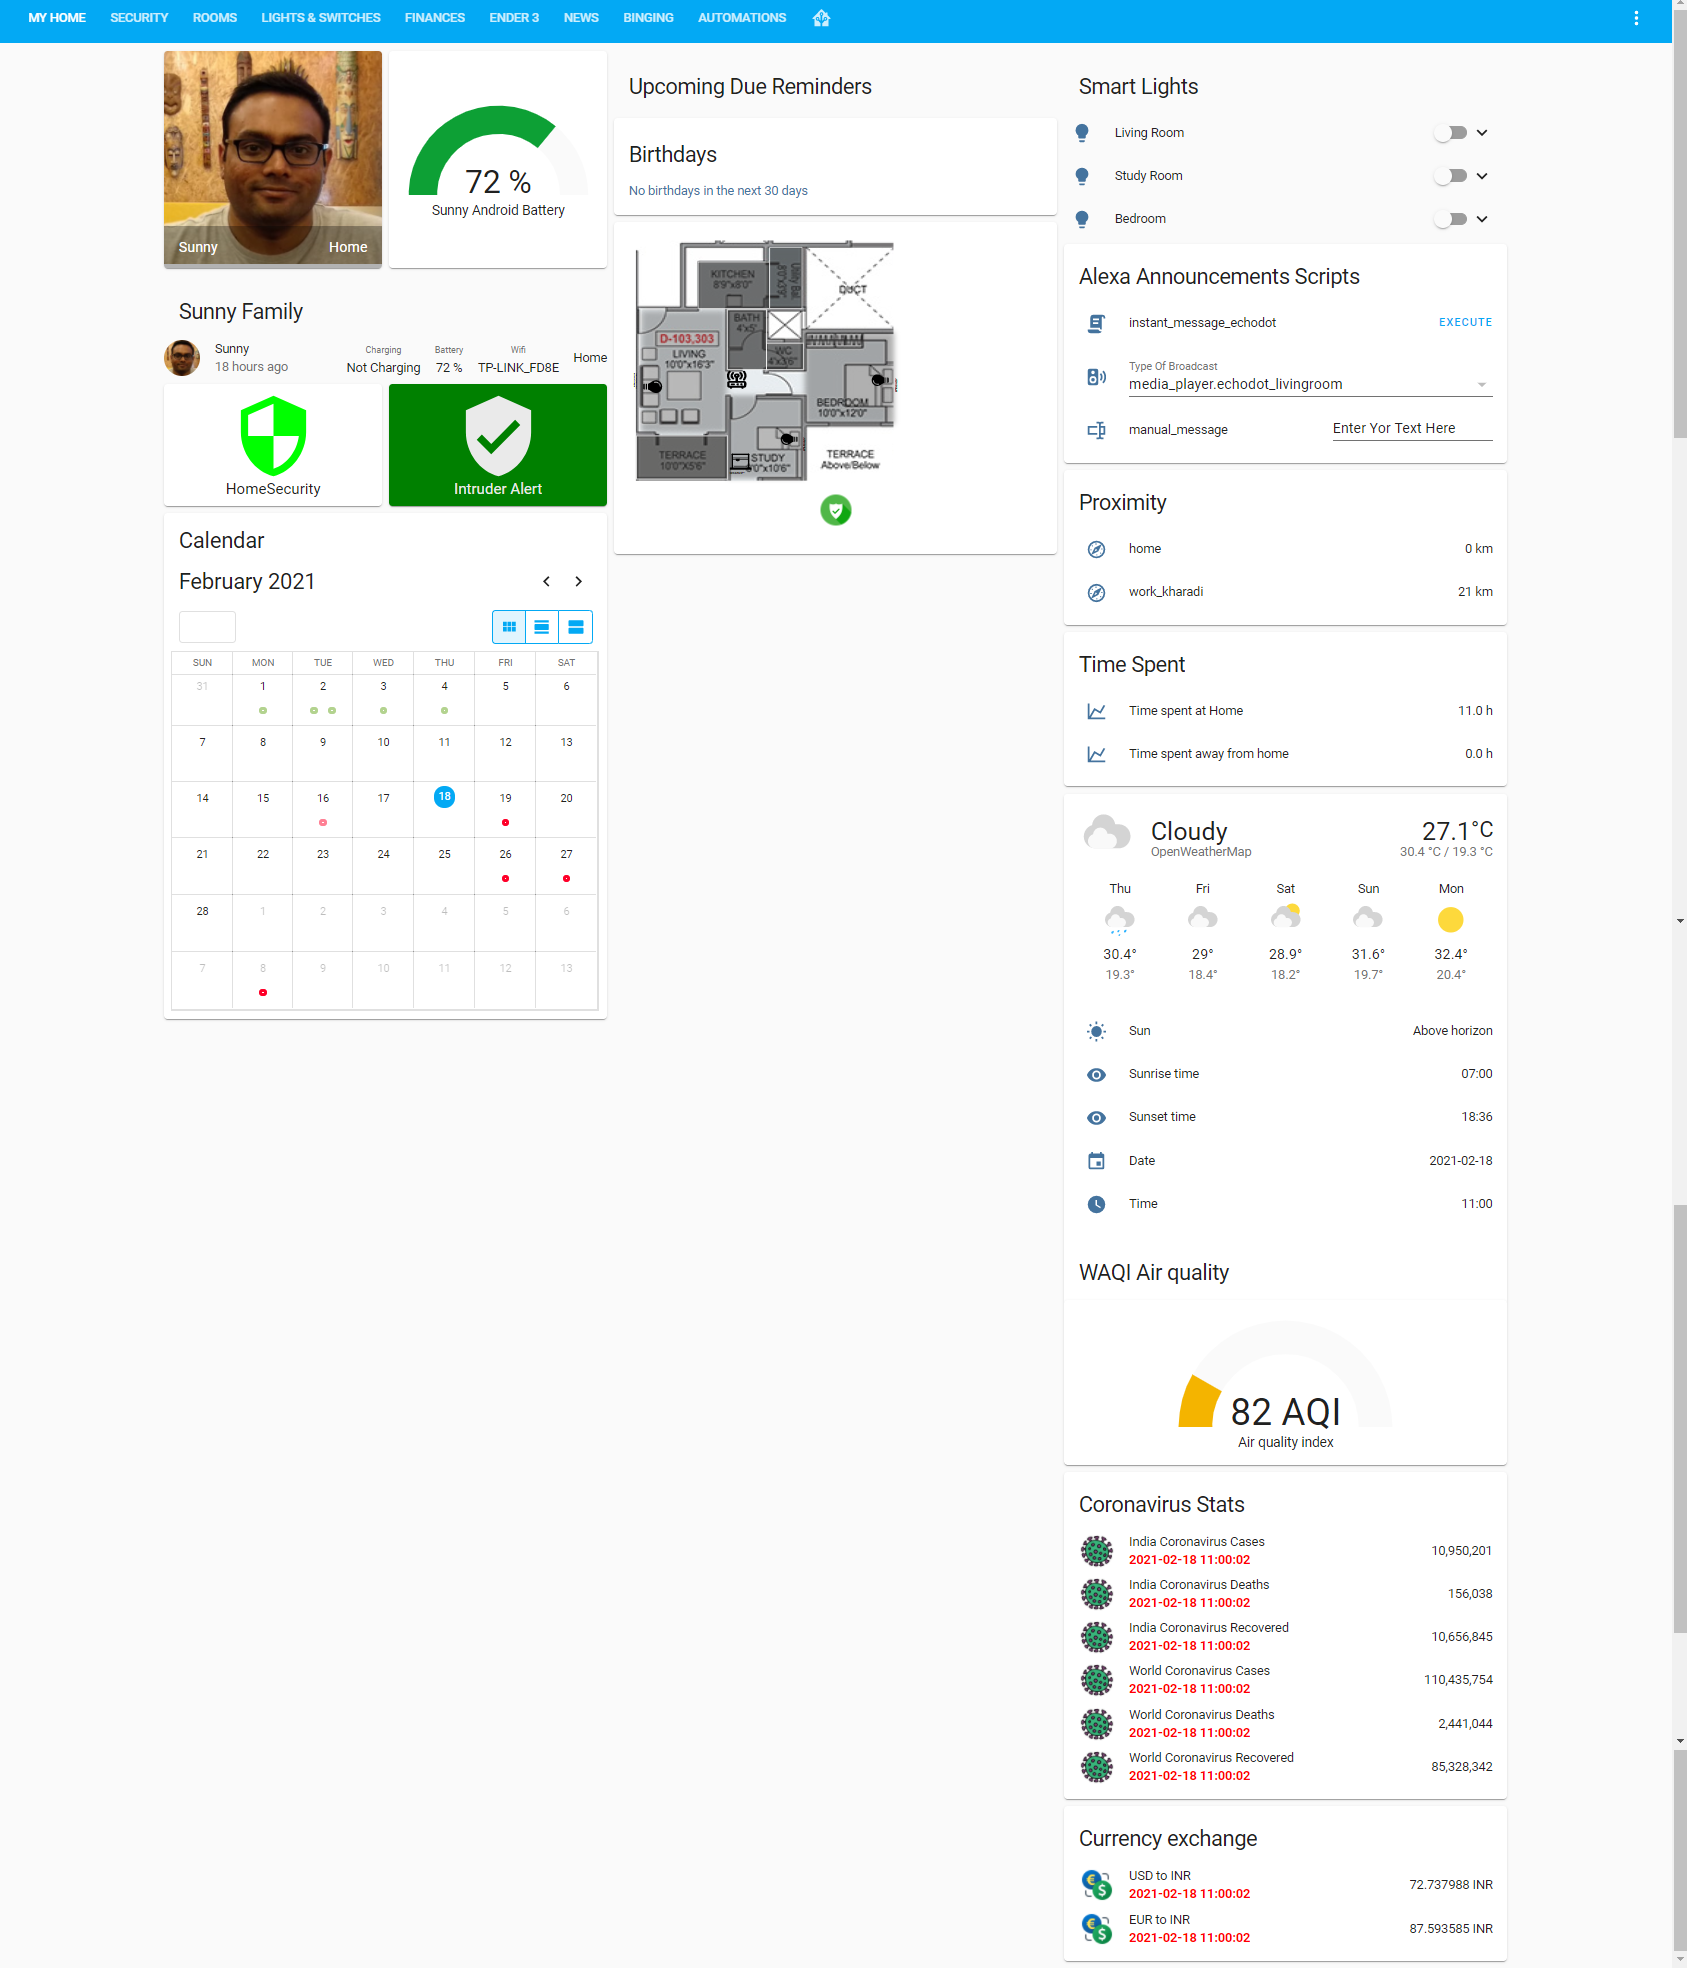 MY HOME SECURITY ROOMS LIGHTS & SWITCHES FINANCES ENDER 3 NEWS BINGING AUTOMATIONS
Sunny Home
72 %
Sunny Android Battery
Sunny Family
Sunny
18 hours ago
Charging
Not Charging
Battery
72 %
Wifi
TP-LINK_FD8E
Home
HomeSecurity
Intruder Alert
Calendar
February 2021
SUN MON TUE WED THU FRI SAT
31 1 2 3 4 5 6
7 8 9 10 11 12 13
14 15 16 17 18 19 20
21 22 23 24 25 26 27
28 1 2 3 4 5 6
7 8 9 10 11 12 13
Upcoming Due Reminders
Birthdays
No birthdays in the next 30 days
KITCHEN
8'9"x8'0"
DUCT
BATH
4'x5'
D-103,303
LIVING
10'0"x16'3"
WC
BEDROOM
10'0"x12'0"
TERRACE
10'0"X5'6"
STUDY
TERRACE
Above/Below
Smart Lights
Living Room
Study Room
Bedroom
Alexa Announcements Scripts
instant_message_echodot EXECUTE
Type Of Broadcast
media_player.echodot_livingroom
manual_message Enter Yor Text Here
Proximity
home 0 km
work_kharadi 21 km
Time Spent
Time spent at Home 11.0 h
Time spent away from home 0.0 h
Cloudy 27.1°C
OpenWeatherMap 30.4 °C / 19.3 °C
Thu Fri Sat Sun Mon
30.4° 29° 28.9° 31.6° 32.4°
19.3° 18.4° 18.2° 19.7° 20.4°
Sun Above horizon
Sunrise time 07:00
Sunset time 18:36
Date 2021-02-18
Time 11:00
WAQI Air quality
82 AQI
Air quality index
Coronavirus Stats
India Coronavirus Cases 10,950,201
2021-02-18 11:00:02
India Coronavirus Deaths 156,038
2021-02-18 11:00:02
India Coronavirus Recovered 10,656,845
2021-02-18 11:00:02
World Coronavirus Cases 110,435,754
2021-02-18 11:00:02
World Coronavirus Deaths 2,441,044
2021-02-18 11:00:02
World Coronavirus Recovered 85,328,342
2021-02-18 11:00:02
Currency exchange
USD to INR 72.737988 INR
2021-02-18 11:00:02
EUR to INR 87.593585 INR
2021-02-18 11:00:02